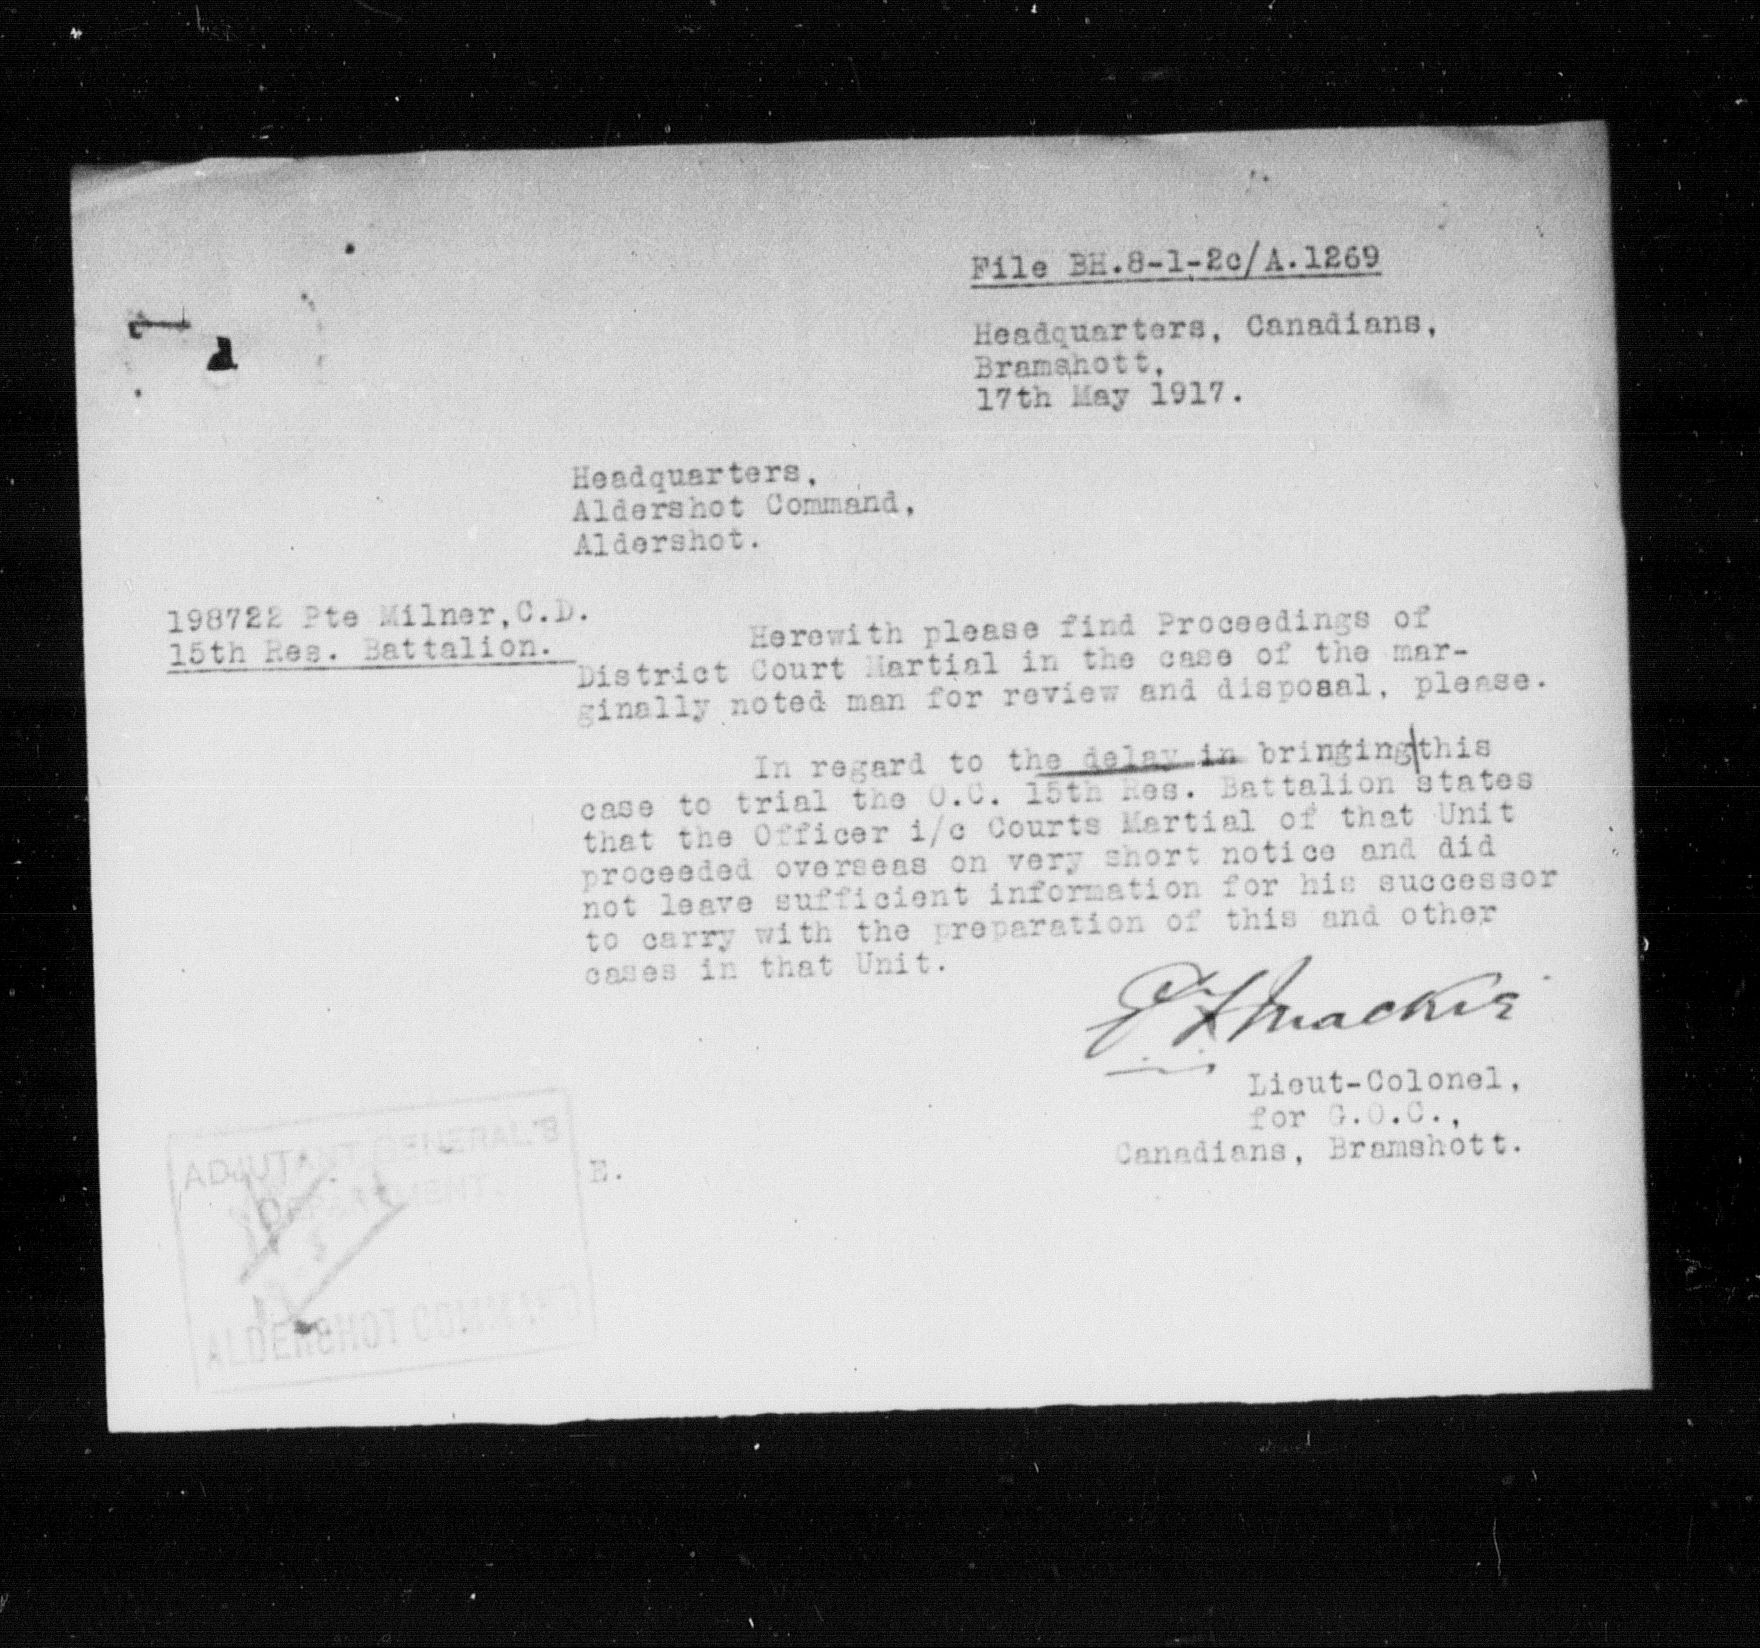 File BH.8-1-2c/A.1269
Headquarters, Canadians,
Bramshott,
17th May 1917.
Headquarters,
Aldershot Command,
Aldershot.
198722 Pte Milner,C.D.
15th Res. Battalion.
Herewith please find Proceedings of
District Court Martial in the case of the mar-
ginally noted man for review and disposal, please.
In regard to the delay in bringing this
case to trial the O.C. 15th Res. Battalion states
that the Officer i/c Courts Martial of that Unit
proceeded overseas on very short notice and did
not leave sufficient information for his successor
to carry with the preparation of this and other
cases in that Unit.
Mackie
Lieut-Colonel,
for G.O.C.,
Canadians, Bramshott.
E.
ADJUTANT GENERAL'S
DEPARTMENT
ALDERSHOT COMMAND